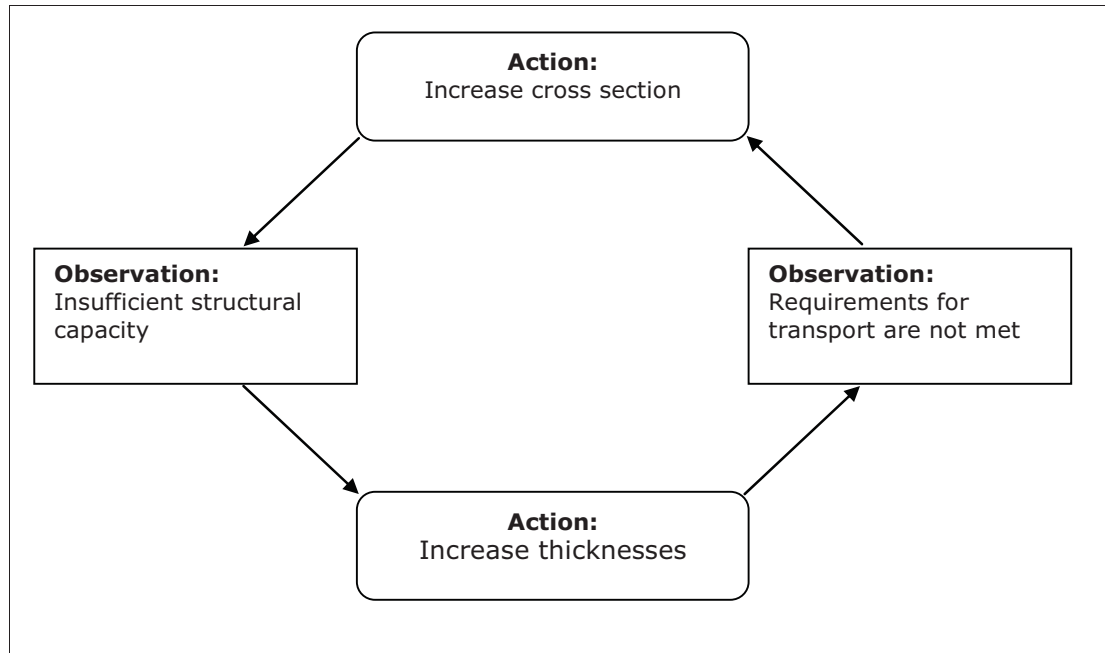 Action:
Increase cross section
Observation:
Insufficient structural
capacity
Observation:
Requirements for
transport are not met
Action:
Increase thicknesses